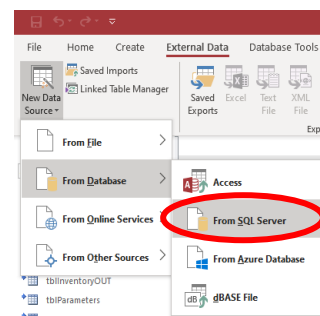 File Home Create External Data Database Tools
New Data Source
Saved Imports
Linked Table Manager
Saved Exports
Excel
Text File
XML File
Exp
From File
From Database
From Online Services
From Other Sources
Access
From SQL Server
From Azure Database
dBASE File
tblInventoryOUT
tblParameters